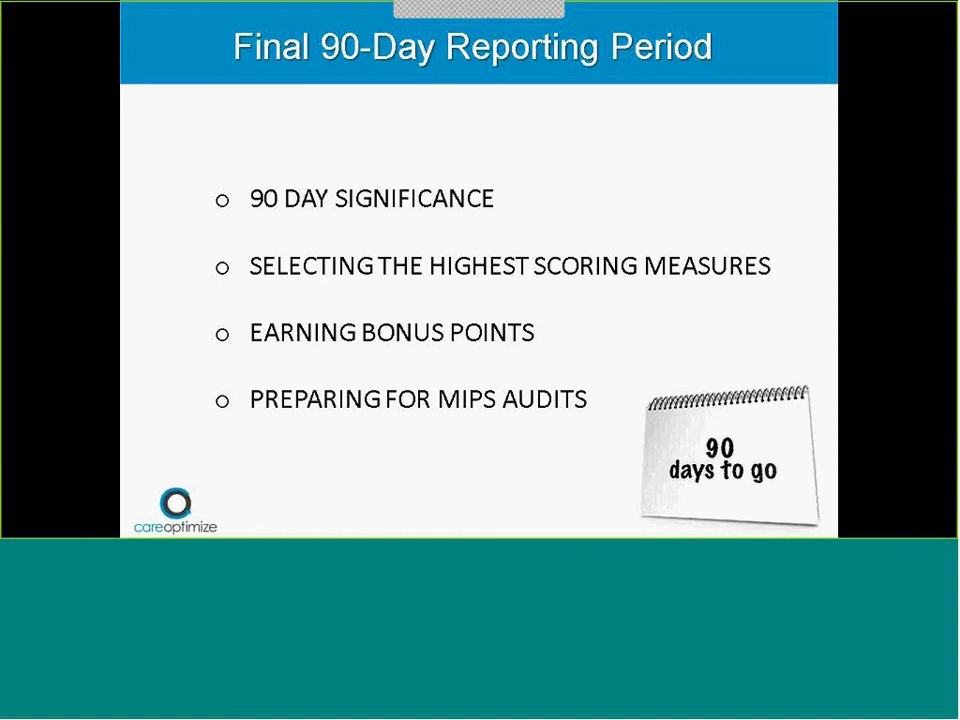 Final 90-Day Reporting Period
o 90 DAY SIGNIFICANCE
o SELECTING THE HIGHEST SCORING MEASURES
o EARNING BONUS POINTS
o PREPARING FOR MIPS AUDITS
90
days to go
careoptimize